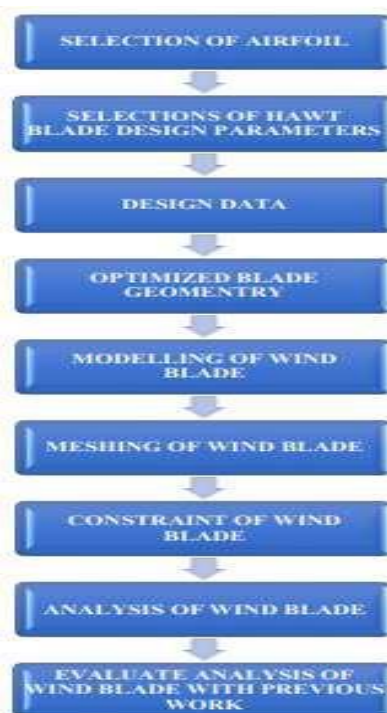 SELECTION OF AIRFOIL
SELECTIONS OF HAWT
BLADE DESIGN PARAMETERS
DESIGN DATA
OPTIMIZED BLADE
GEOMENTRY
MODELLING OF WIND
BLADE
MESHING OF WIND BLADE
CONSTRAINT OF WIND
BLADE
ANALYSIS OF WIND BLADE
EVALUATE ANALYSIS OF
WIND BLADE WITH PREVIOUS
WORK